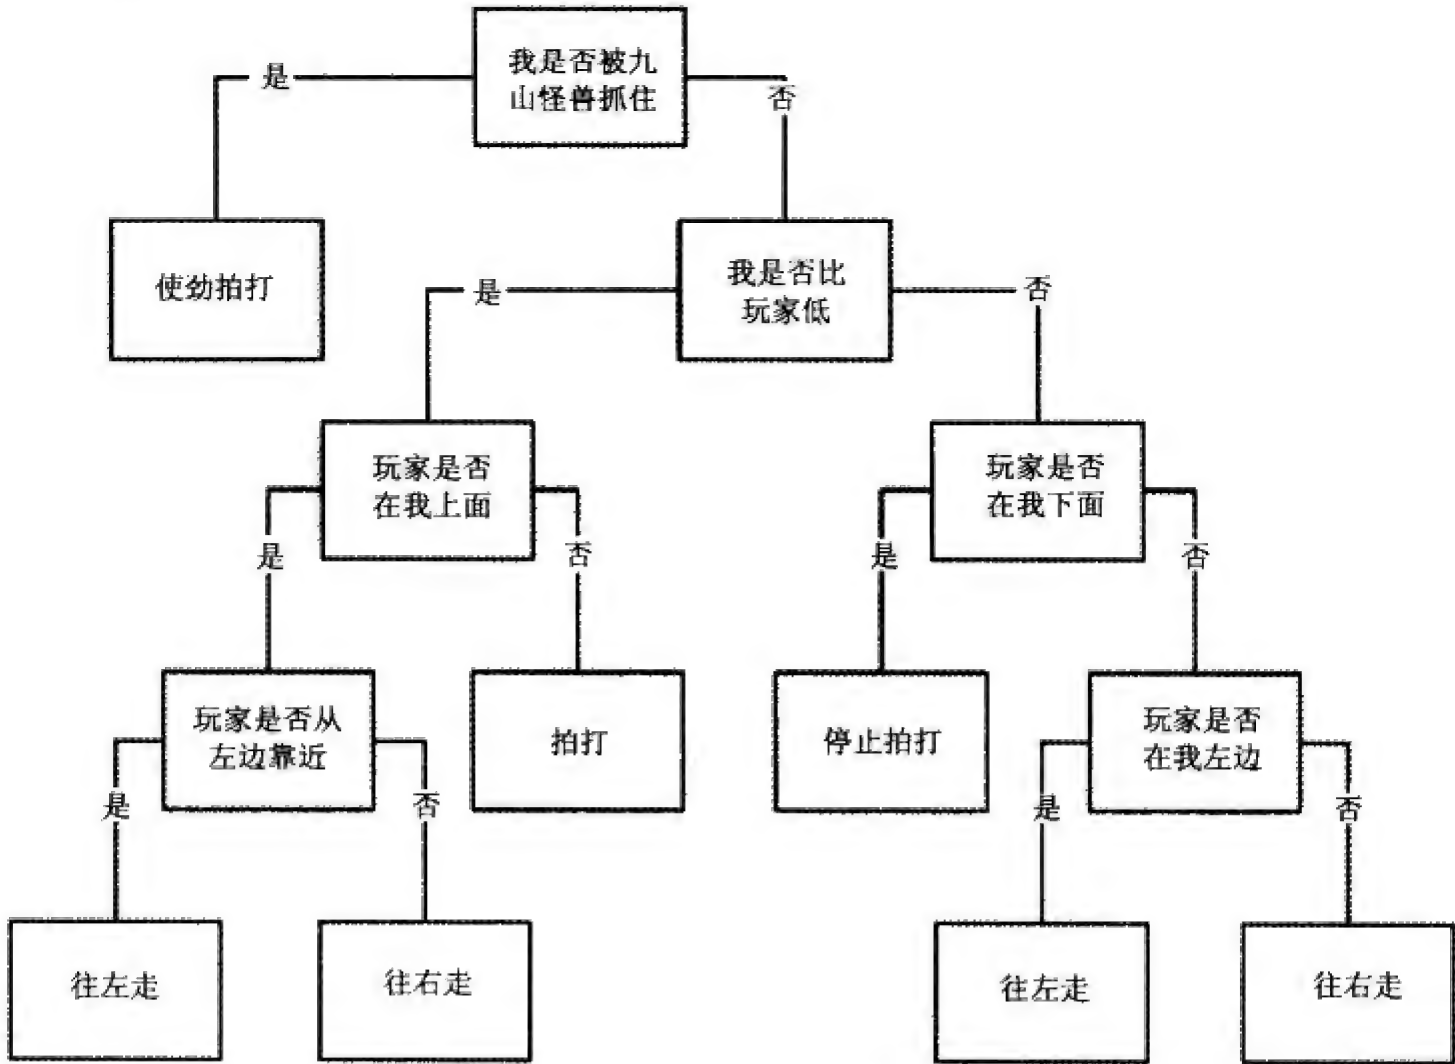 我是否被九
山怪兽抓住
是
否
使劲拍打
我是否比
玩家低
是
否
玩家是否
在我上面
玩家是否
在我下面
是
否
是
否
玩家是否从
左边靠近
拍打
停止拍打
玩家是否
在我左边
是
否
是
否
往左走
往右走
往左走
往右走